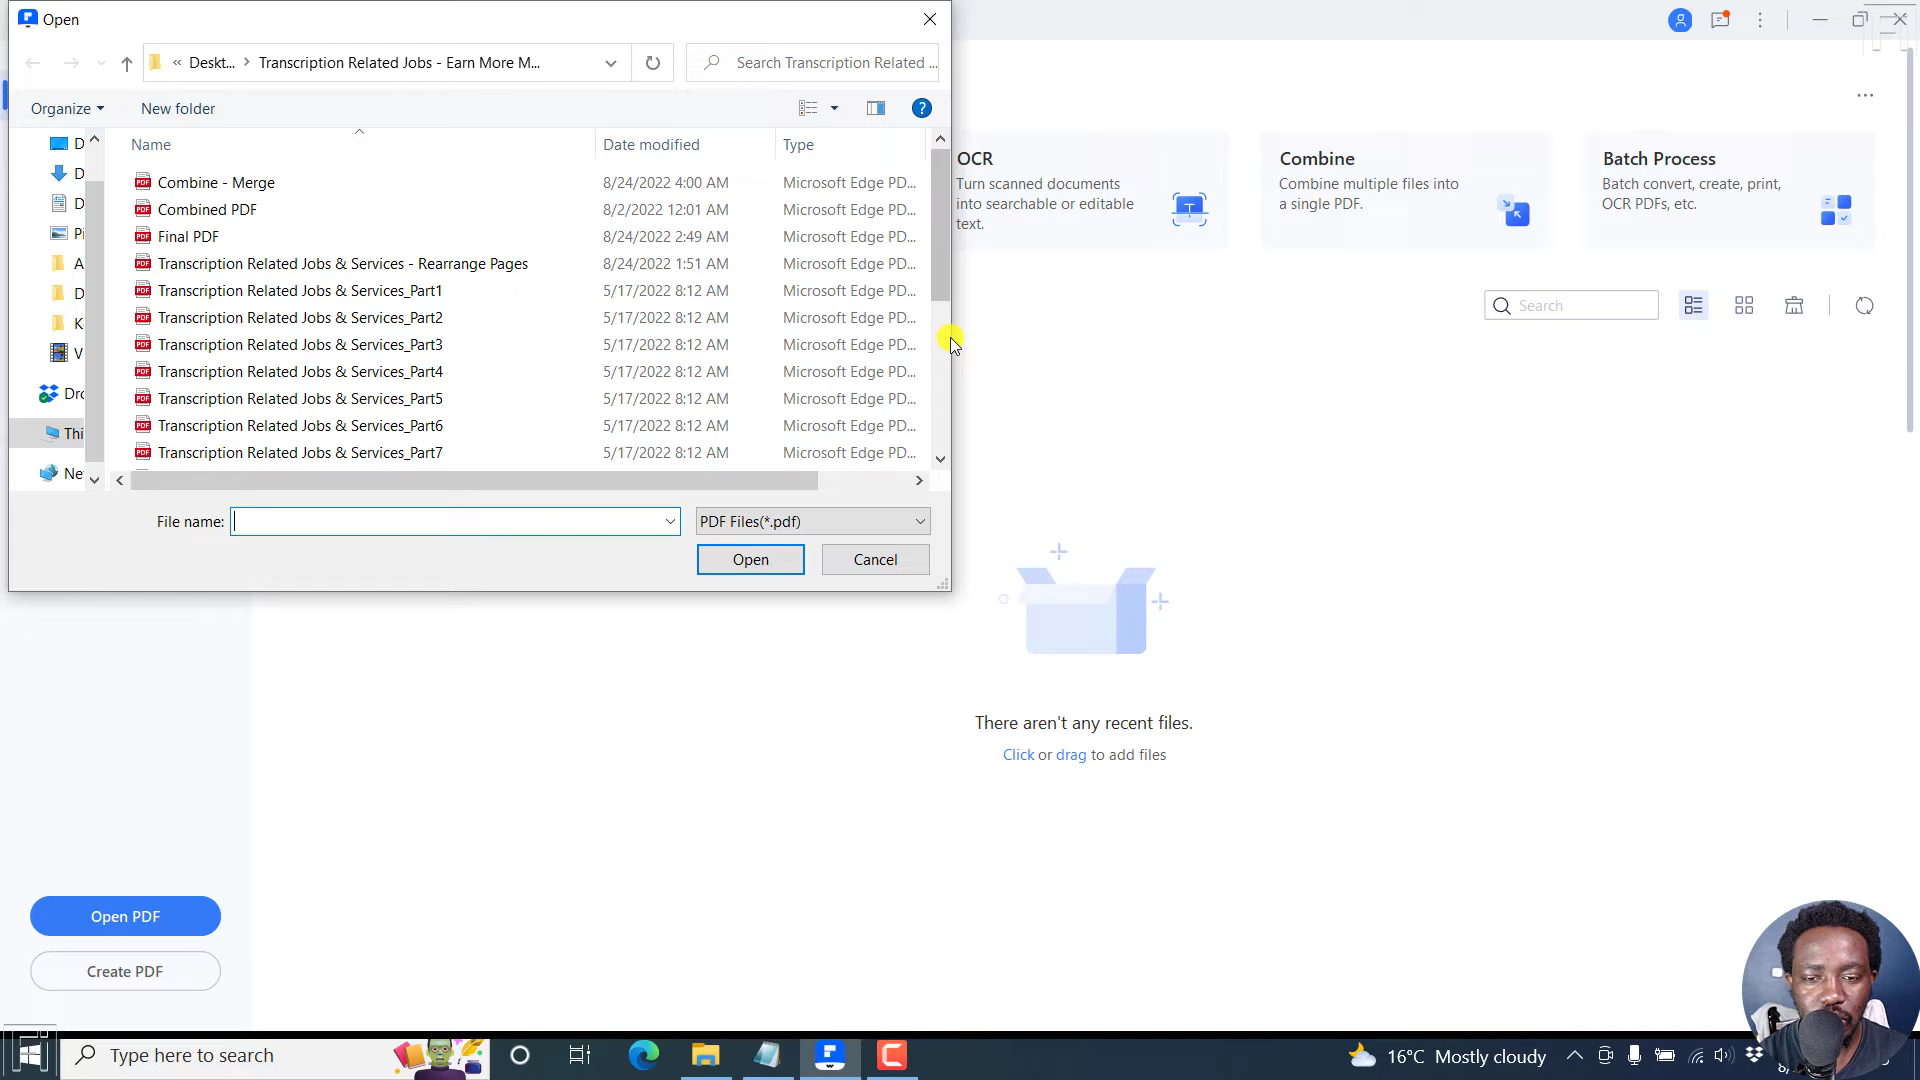 Open
Deskt...
Transcription Related Jobs - Earn More M...
Search Transcription Related ...
Organize
New folder
Name
Date modified
Type
Combine - Merge 8/24/2022 4:00 AM Microsoft Edge PD...
Combined PDF 8/2/2022 12:01 AM Microsoft Edge PD...
Final PDF 8/24/2022 2:49 AM Microsoft Edge PD...
Transcription Related Jobs & Services - Rearrange Pages 8/24/2022 1:51 AM Microsoft Edge PD...
Transcription Related Jobs & Services_Part1 5/17/2022 8:12 AM Microsoft Edge PD...
Transcription Related Jobs & Services_Part2 5/17/2022 8:12 AM Microsoft Edge PD...
Transcription Related Jobs & Services_Part3 5/17/2022 8:12 AM Microsoft Edge PD...
Transcription Related Jobs & Services_Part4 5/17/2022 8:12 AM Microsoft Edge PD...
Transcription Related Jobs & Services_Part5 5/17/2022 8:12 AM Microsoft Edge PD...
Transcription Related Jobs & Services_Part6 5/17/2022 8:12 AM Microsoft Edge PD...
Transcription Related Jobs & Services_Part7 5/17/2022 8:12 AM Microsoft Edge PD...
D
D
D
Pi
A
D
K
V
Dro
Thi
Ne
File name:
PDF Files(*.pdf)
Open
Cancel
OCR
Turn scanned documents
into searchable or editable
text.
Combine
Combine multiple files into
a single PDF.
Batch Process
Batch convert, create, print,
OCR PDFs, etc.
Search
There aren't any recent files.
Click or drag to add files
Open PDF
Create PDF
Type here to search
16°C Mostly cloudy